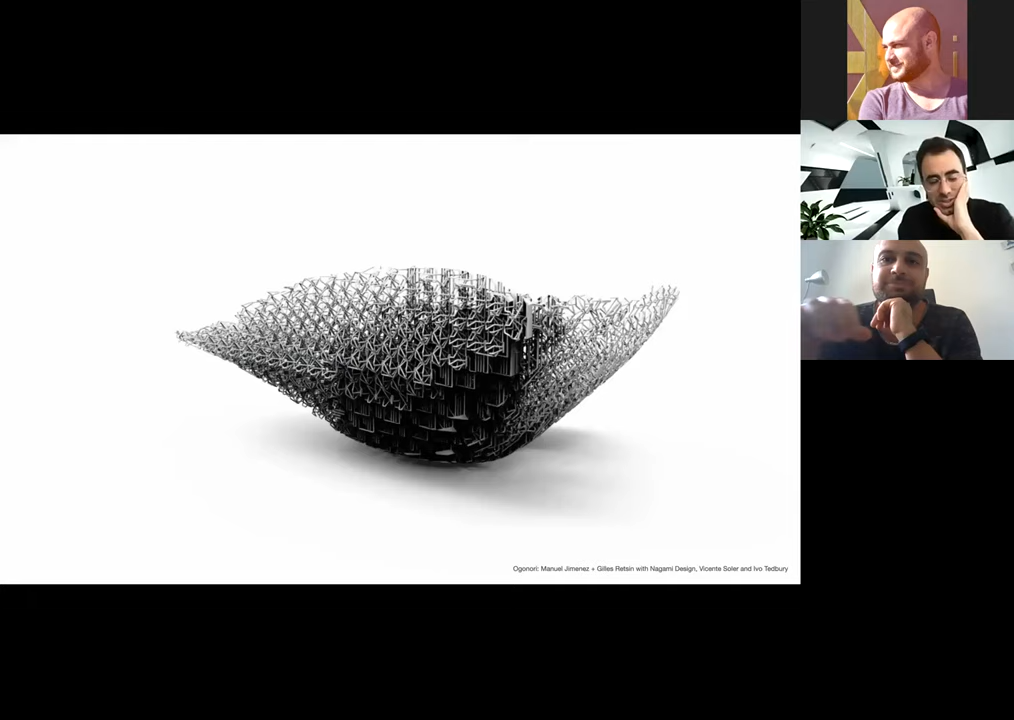 Ogonori: Manuel Jimenez + Gilles Retsin with Nagami Design, Vicente Soler and Ivo Tedbury